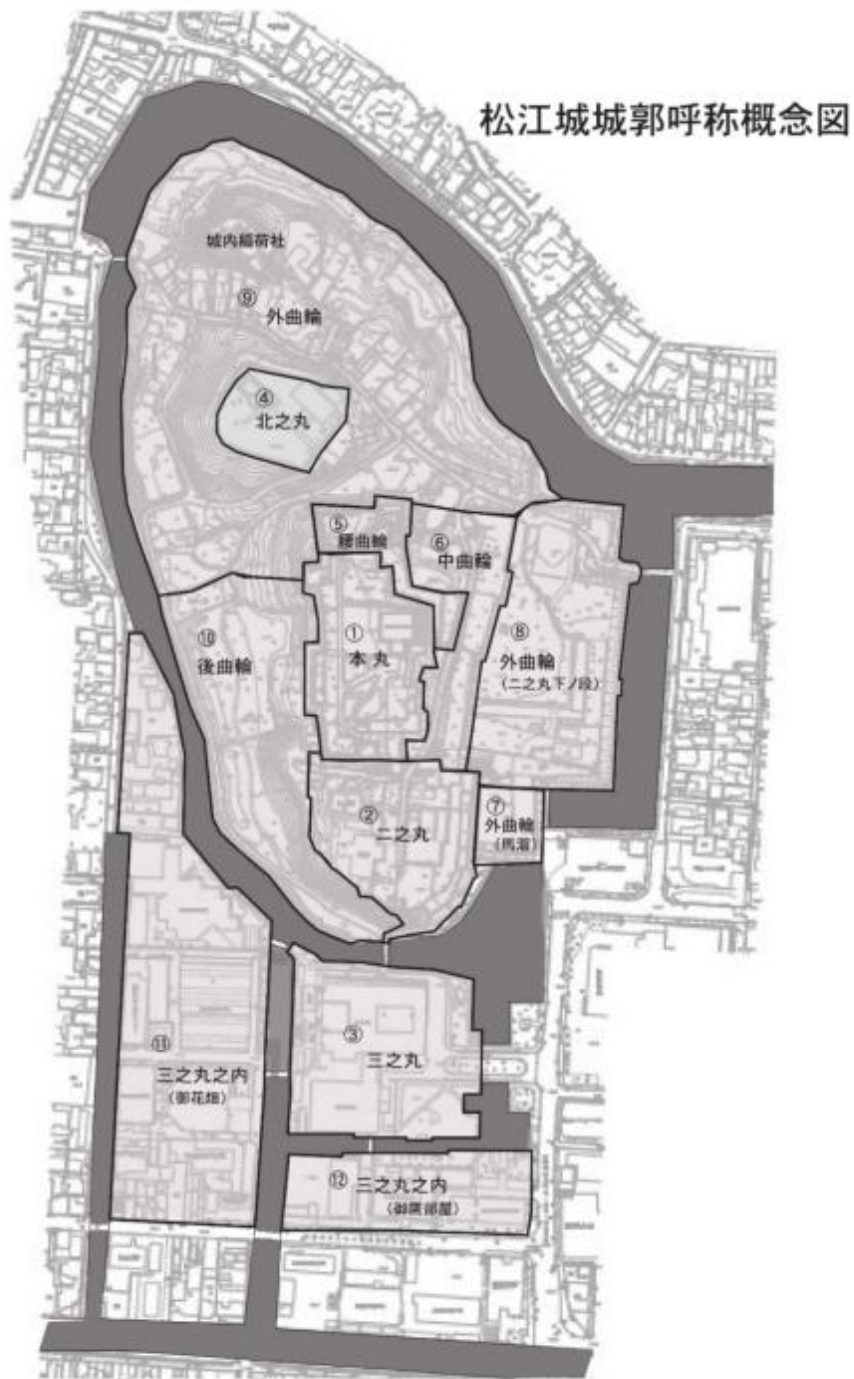 松江城城郭呼称概念図
城内稲荷社
⑨
外曲輪
④
北之丸
⑤
腰曲輪
⑥
中曲輪
①
本丸
⑩
後曲輪
⑧
外曲輪
(二之丸下ノ段)
②
二之丸
⑦
外曲輪
(馬溜)
③
三之丸
⑪
三之丸之内
(御花畑)
⑫ 三之丸之内
(御厩部屋)